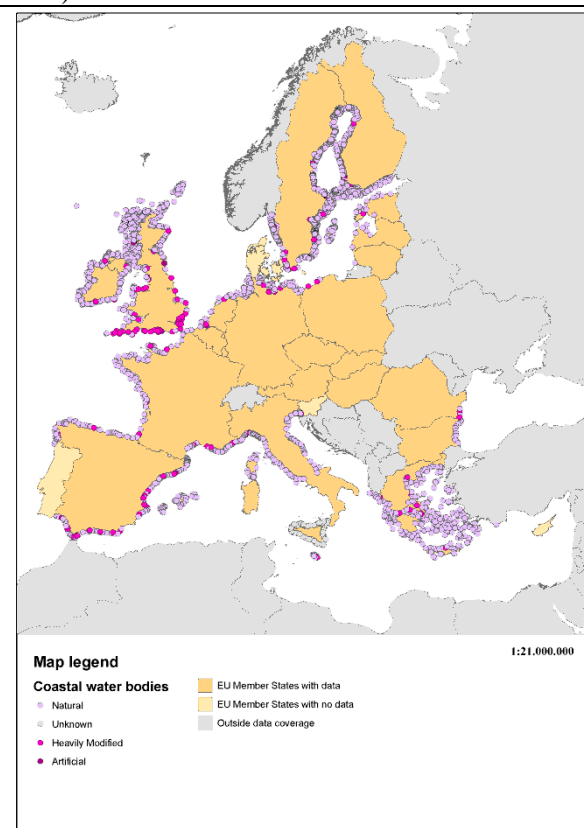 1:21.000.000
Map legend
Coastal water bodies
Natural
Unknown
Heavily Modified
Artificial
EU Member States with data
EU Member States with no data
Outside data coverage